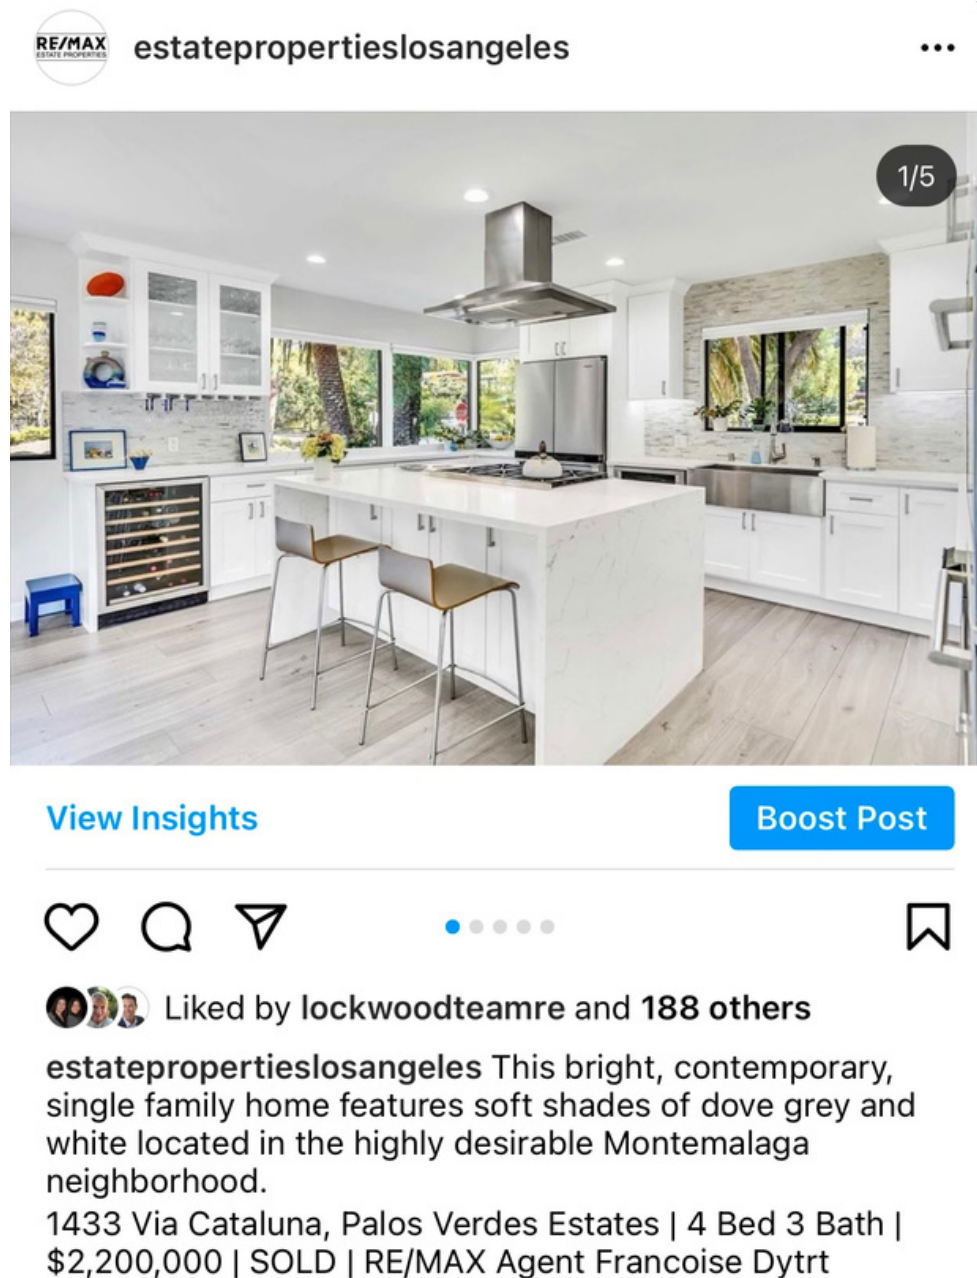 RE/MAX
ESTATE PROPERTIES
estatepropertieslosangeles
1/5
View Insights
Boost Post
Liked by lockwoodteamre and 188 others
estatepropertieslosangeles This bright, contemporary,
single family home features soft shades of dove grey and
white located in the highly desirable Montemalaga
neighborhood.
1433 Via Cataluna, Palos Verdes Estates | 4 Bed 3 Bath |
$2,200,000 | SOLD | RE/MAX Agent Francoise Dytrt